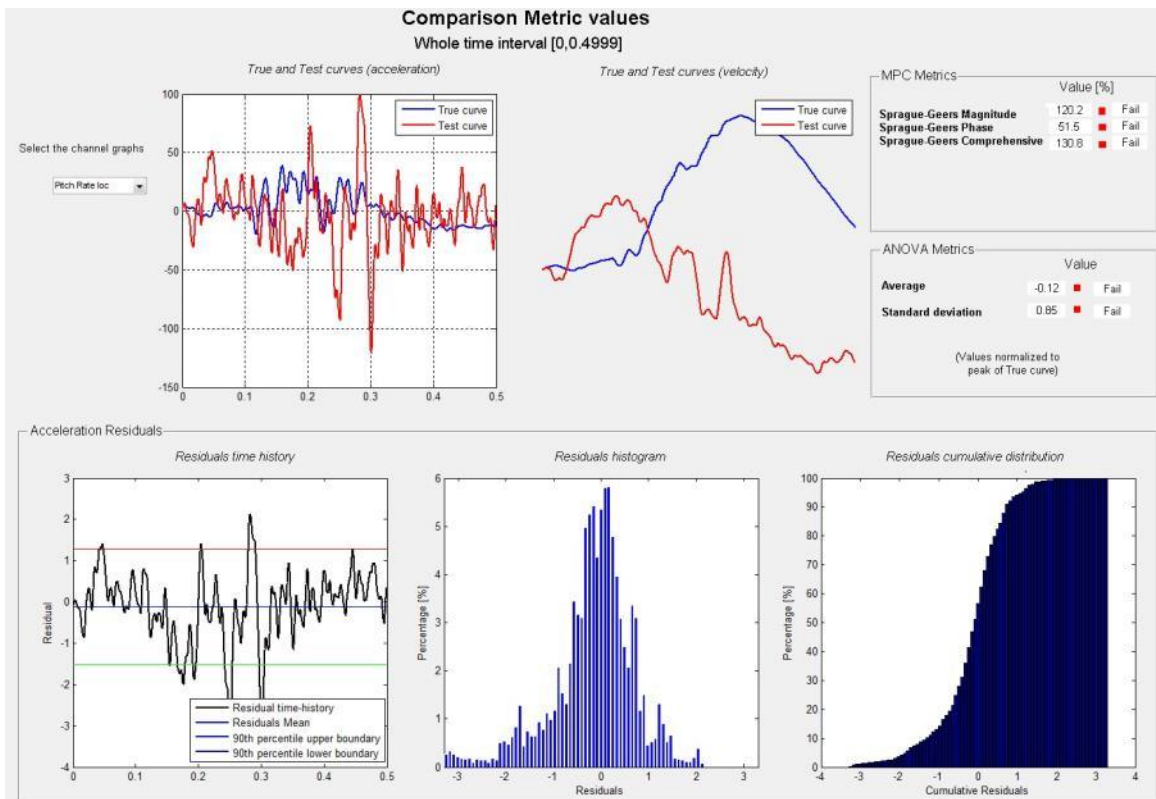 Comparison Metric values
Whole time interval [0,0.4999]
True and Test curves (acceleration)
True and Test curves (velocity)
Select the channel graphs
Pitch Rate loc
100
50
0
-50
-100
-150
0
0.1
0.2
0.3
0.4
0.5
True curve
Test curve
True curve
Test curve
MPC Metrics
Value [%]
Sprague-Geers Magnitude 120.2 Fail
Sprague-Geers Phase 51.5 Fail
Sprague-Geers Comprehensive 130.8 Fail
ANOVA Metrics
Value
Average -0.12 Fail
Standard deviation 0.85 Fail
(Values normalized to
peak of True curve)
Acceleration Residuals
Residuals time history
Residual
3
2
1
0
-1
-2
-3
-4
0
0.1
0.2
0.3
0.4
0.5
Residual time-history
Residuals Mean
90th percentile upper boundary
90th percentile lower boundary
Residuals histogram
Percentage [%]
6
5
4
3
2
1
0
-3
-2
-1
0
1
2
3
Residuals
Residuals cumulative distribution
Percentage [%]
100
90
80
70
60
50
40
30
20
10
0
-4
-3
-2
-1
0
1
2
3
4
Cumulative Residuals